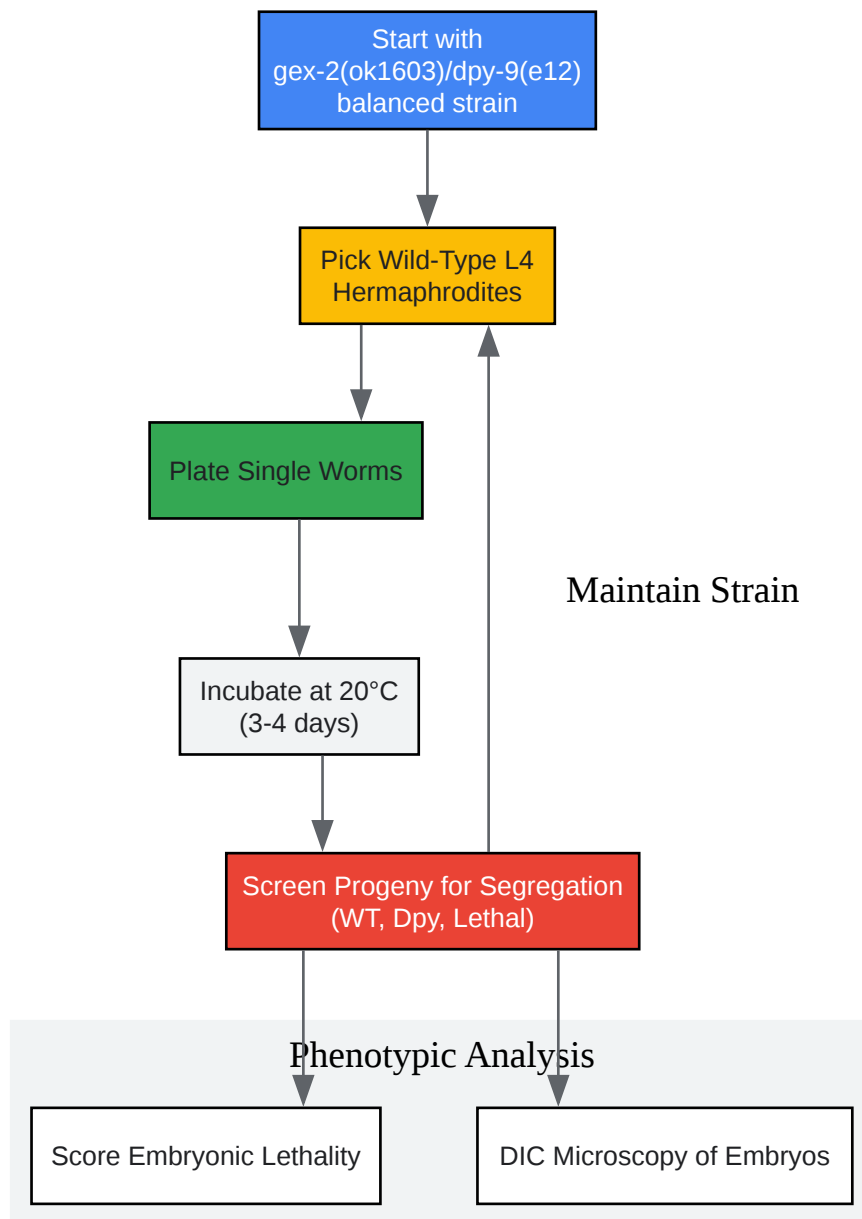 Start with
gex-2(ok1603)/dpy-9(e12)
balanced strain
Pick Wild-Type L4
Hermaphrodites
Plate Single Worms
Maintain Strain
Incubate at 20°C
(3-4 days)
Screen Progeny for Segregation
(WT, Dpy, Lethal)
Phenotypic Analysis
Score Embryonic Lethality
DIC Microscopy of Embryos